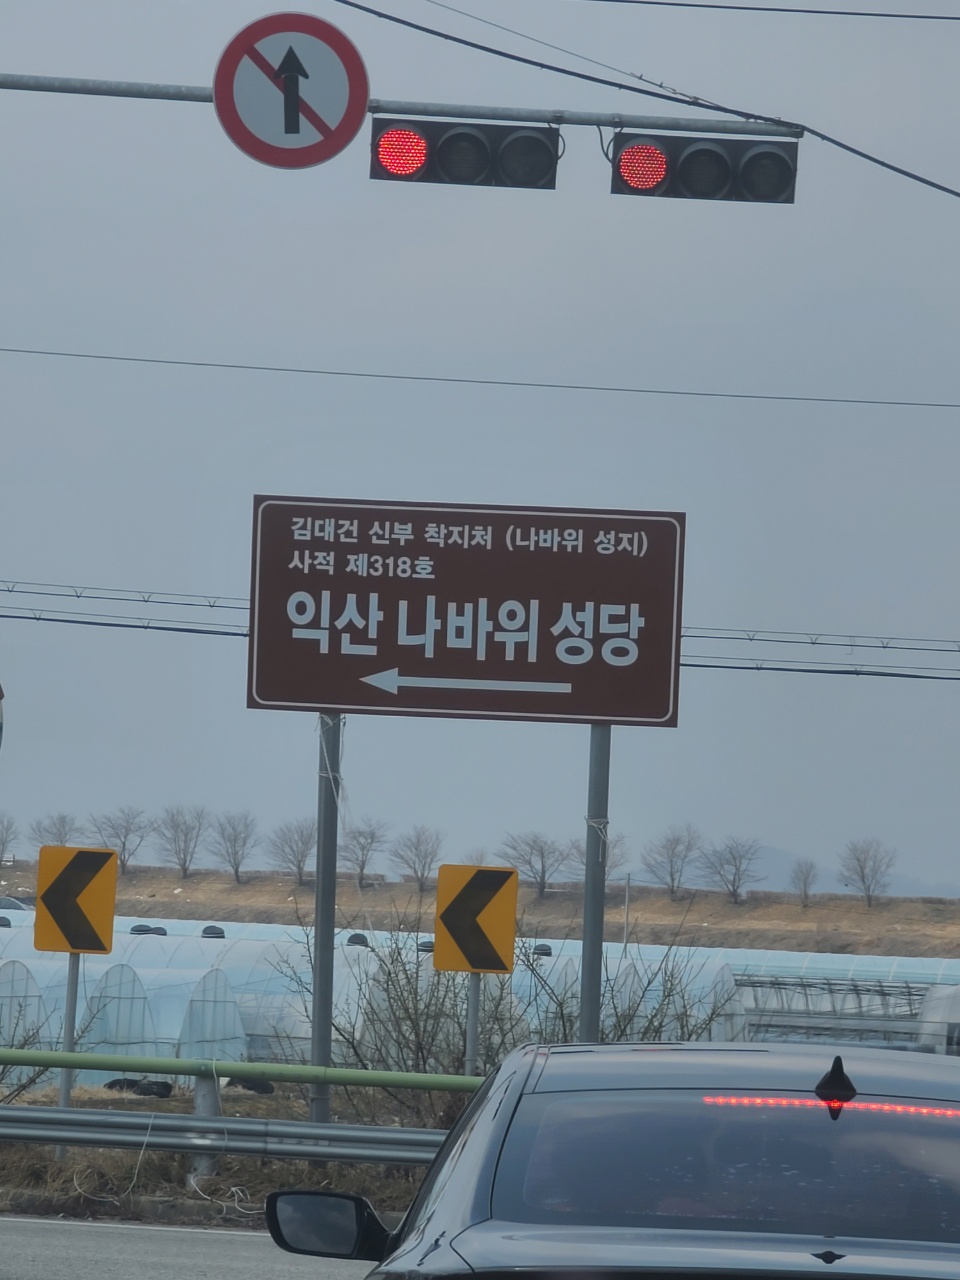 김대건 신부 착지처 (나바위 성지)
사적 제318호
익산 나바위 성당